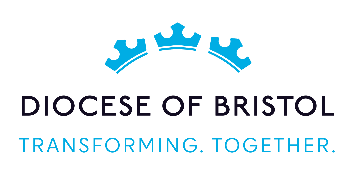 DIOCESE OF BRISTOL
TRANSFORMING. TOGETHER.